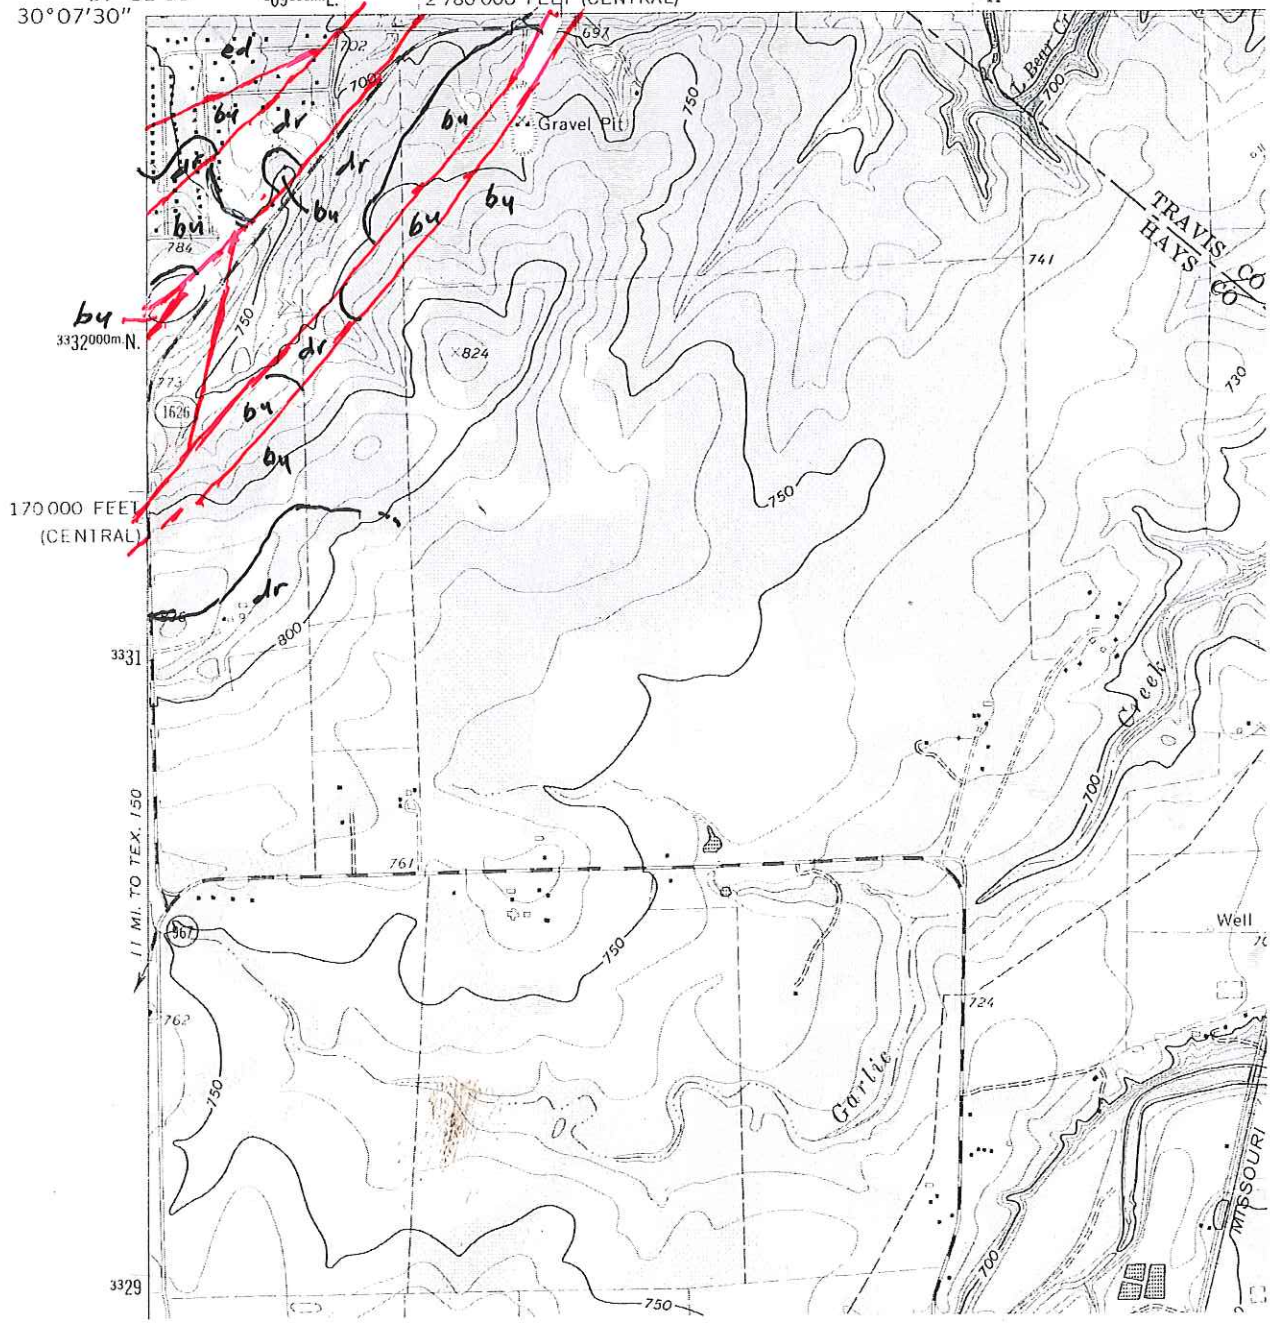 30°07'30"
2 780 000 FEET (CENTRAL)
ed
702
697
700
L. Bear Cr
700
bu
dr
bu
Gravel Pit
750
dr
bu
bu
bu
bu
784
TRAVIS CO
HAYS CO
741
bu
3332000m.N.
750
dr
×824
773
730
1626
bu
bu
750
170 000 FEET
(CENTRAL)
dr
3331
800
Creek
700
11 MI. TO TEX. 150
761
967
750
Well
762
724
750
Garlic
MISSOURI
700
3329
750